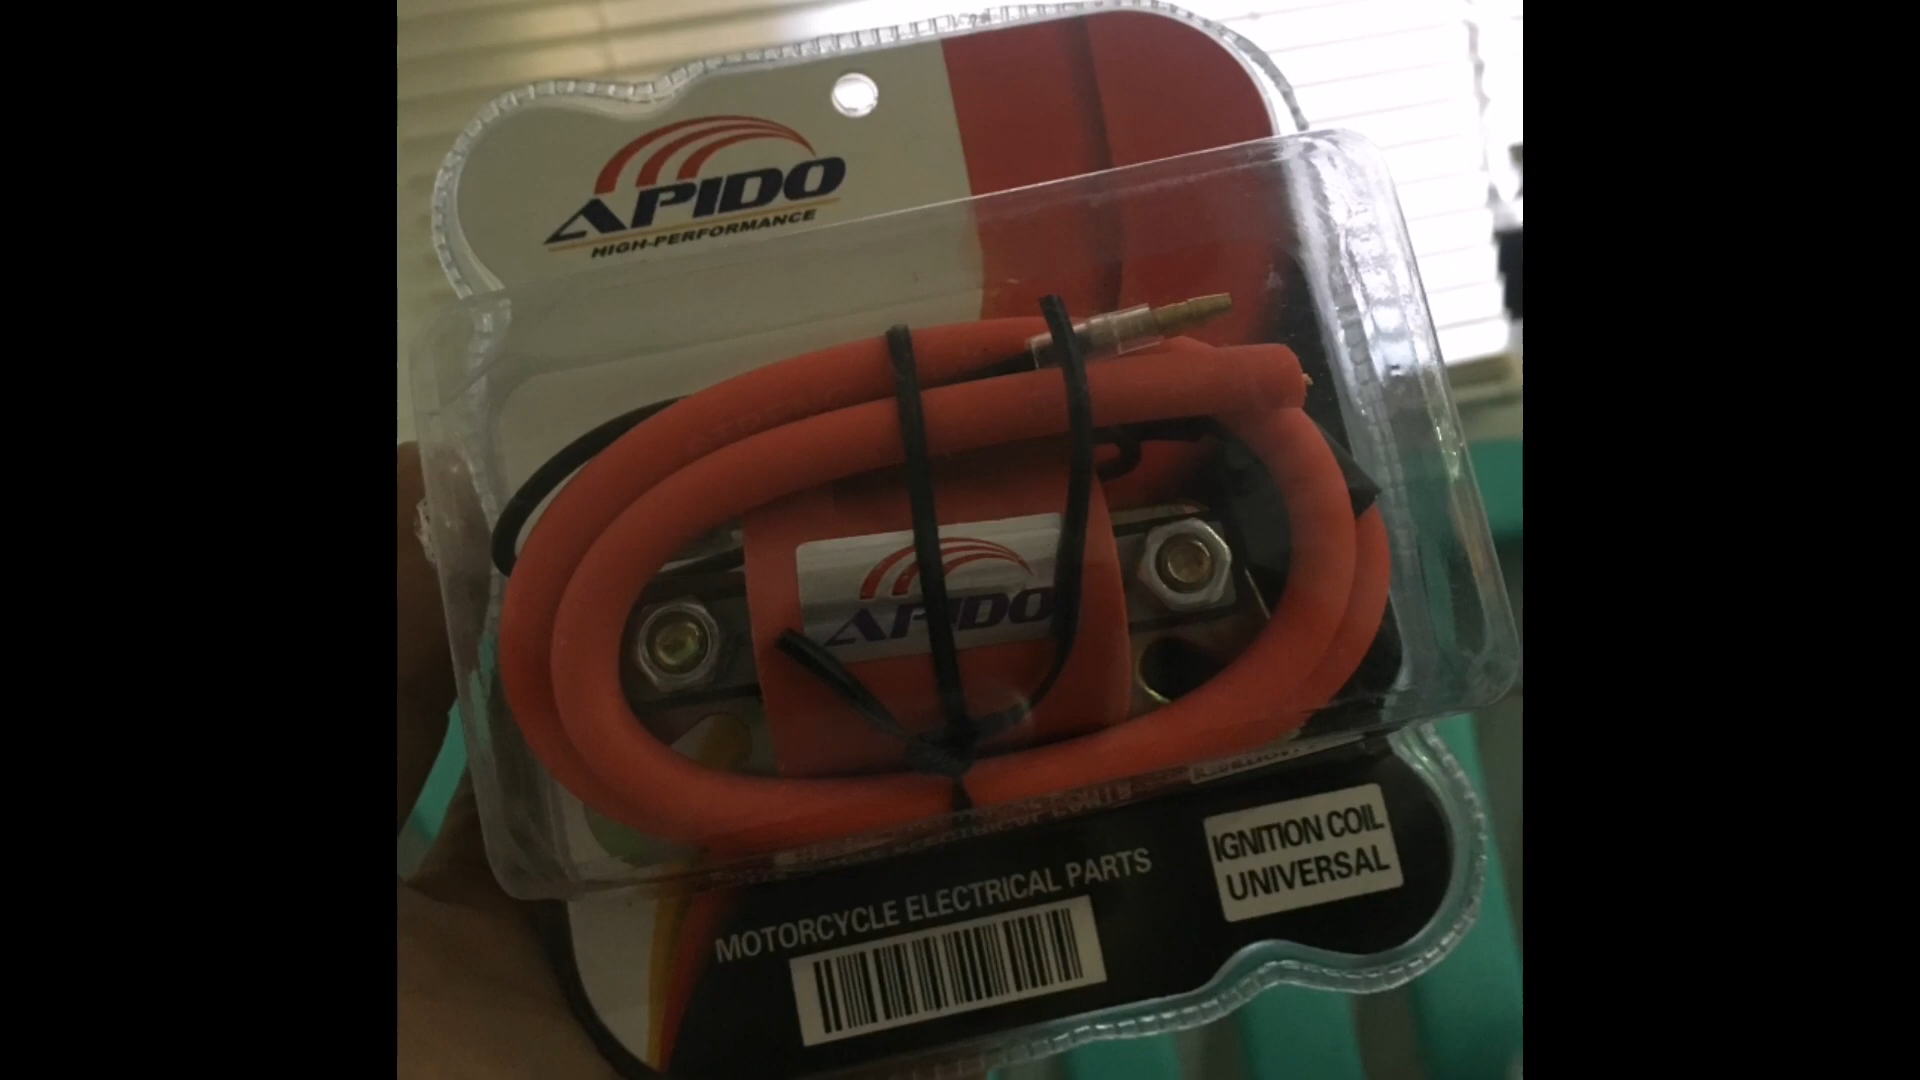 APIDO
HIGH-PERFORMANCE
APIDO
MOTORCYCLE ELECTRICAL PARTS
IGNITION COIL
UNIVERSAL